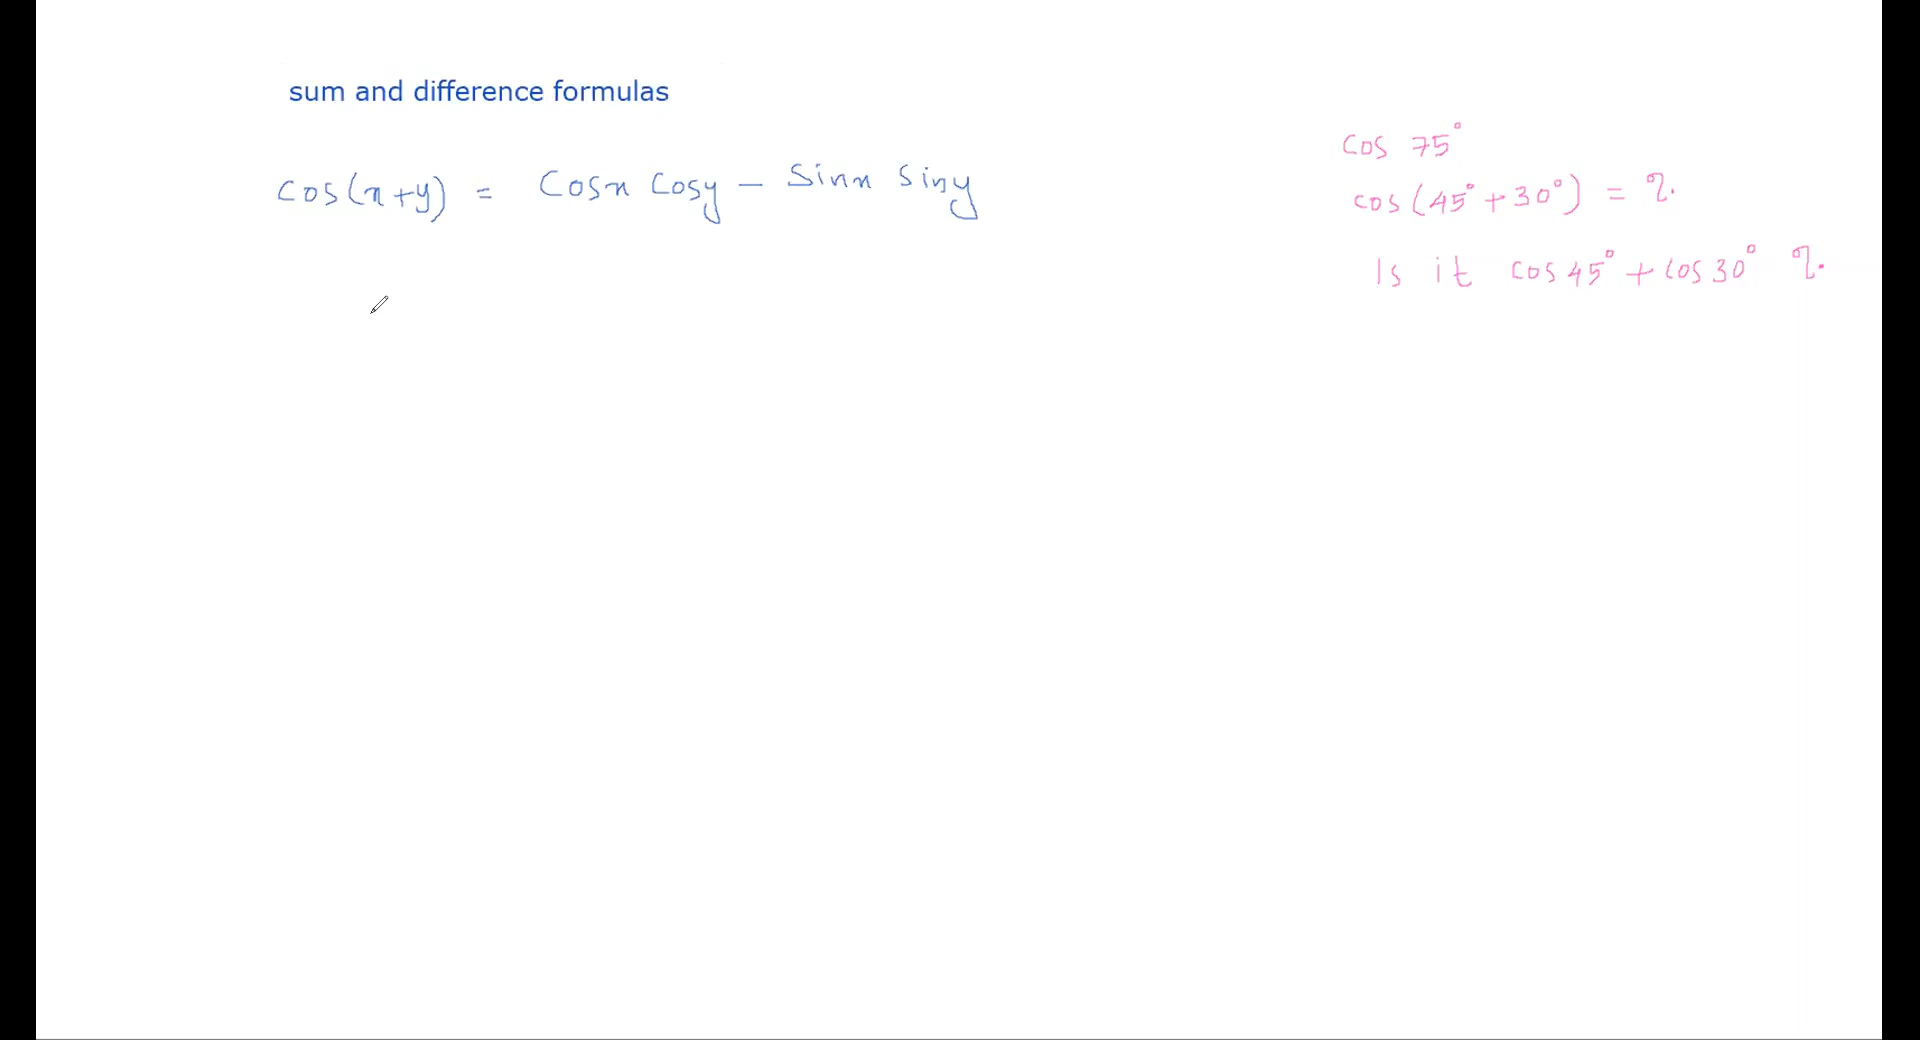 sum and difference formulas
cos(x+y) = Cosx Cosy − Sinx Siny
cos 75°
cos(45°+30°) = ?
Is it cos 45° + cos 30° ?